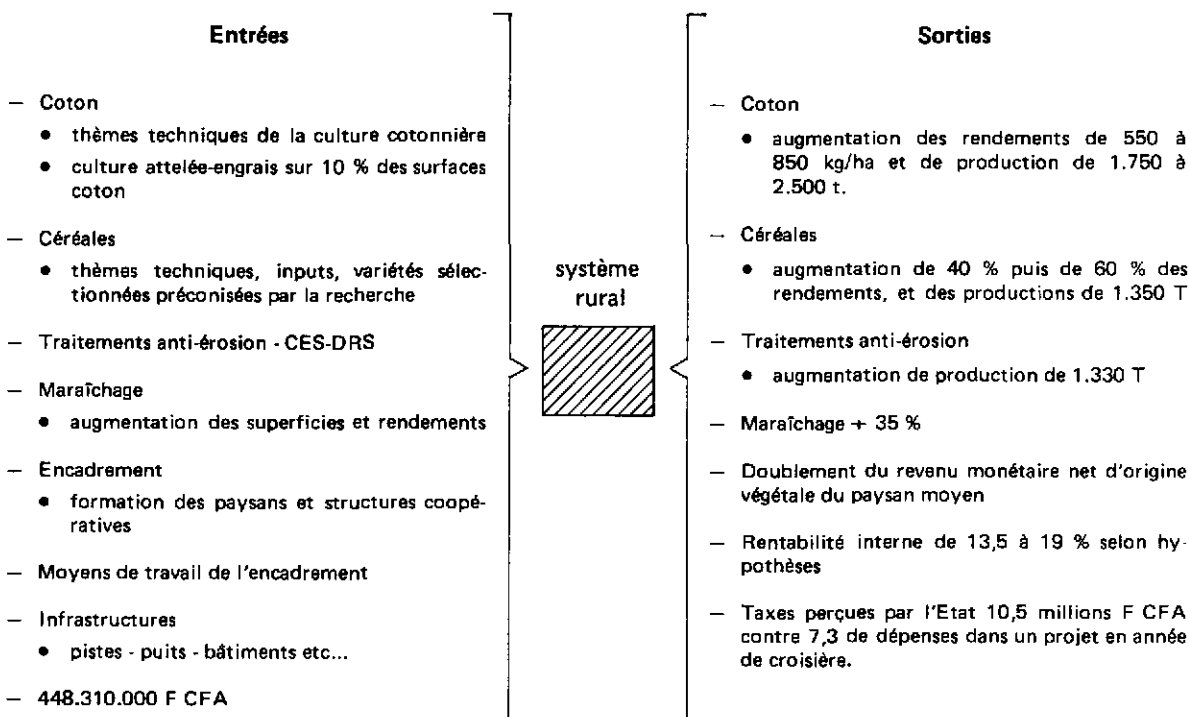 Entrées
— Coton
• thèmes techniques de la culture cotonnière
• culture attelée-engrais sur 10 % des surfaces
coton
— Céréales
• thèmes techniques, inputs, variétés sélec-
tionnées préconisées par la recherche
— Traitements anti-érosion - CES-DRS
— Maraîchage
• augmentation des superficies et rendements
— Encadrement
• formation des paysans et structures coopé-
ratives
— Moyens de travail de l'encadrement
— Infrastructures
• pistes - puits - bâtiments etc...
— 448.310.000 F CFA
système
rural
Sorties
— Coton
• augmentation des rendements de 550 à
850 kg/ha et de production de 1.750 à
2.500 t.
— Céréales
• augmentation de 40 % puis de 60 % des
rendements, et des productions de 1.350 T
— Traitements anti-érosion
• augmentation de production de 1.330 T
— Maraîchage + 35 %
— Doublement du revenu monétaire net d'origine
végétale du paysan moyen
— Rentabilité interne de 13,5 à 19 % selon hy-
pothèses
— Taxes perçues par l'Etat 10,5 millions F CFA
contre 7,3 de dépenses dans un projet en année
de croisière.